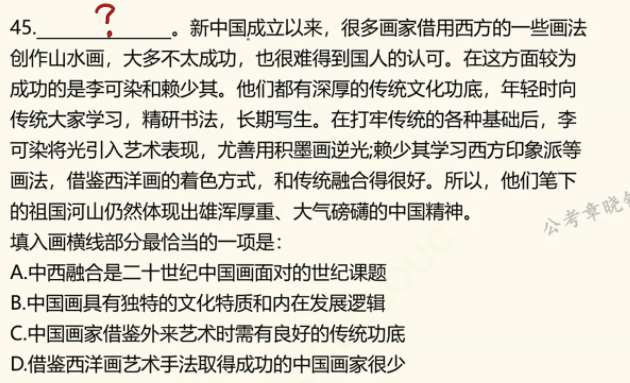 ?
45.______________。新中国成立以来，很多画家借用西方的一些画法
创作山水画，大多不太成功，也很难得到国人的认可。在这方面较为
成功的是李可染和赖少其。他们都有深厚的传统文化功底，年轻时向
传统大家学习，精研书法，长期写生。在打牢传统的各种基础后，李
可染将光引入艺术表现，尤善用积墨画逆光;赖少其学习西方印象派等
画法，借鉴西洋画的着色方式，和传统融合得很好。所以，他们笔下
的祖国河山仍然体现出雄浑厚重、大气磅礴的中国精神。
公考章晓
填入画横线部分最恰当的一项是：
A.中西融合是二十世纪中国画面对的世纪课题
B.中国画具有独特的文化特质和内在发展逻辑
C.中国画家借鉴外来艺术时需有良好的传统功底
D.借鉴西洋画艺术手法取得成功的中国画家很少